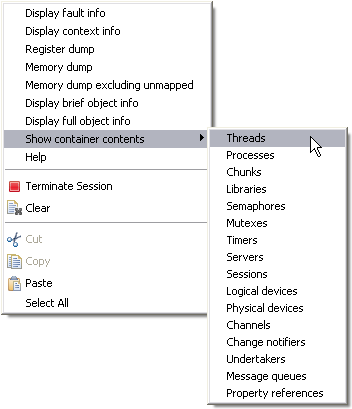 Display fault info
Display context info
Register dump
Memory dump
Memory dump excluding unmapped
Display brief object info
Display full object info
Show container contents
Help
Terminate Session
Clear
Cut
Copy
Paste
Select All
Threads
Processes
Chunks
Libraries
Semaphores
Mutexes
Timers
Servers
Sessions
Logical devices
Physical devices
Channels
Change notifiers
Undertakers
Message queues
Property references